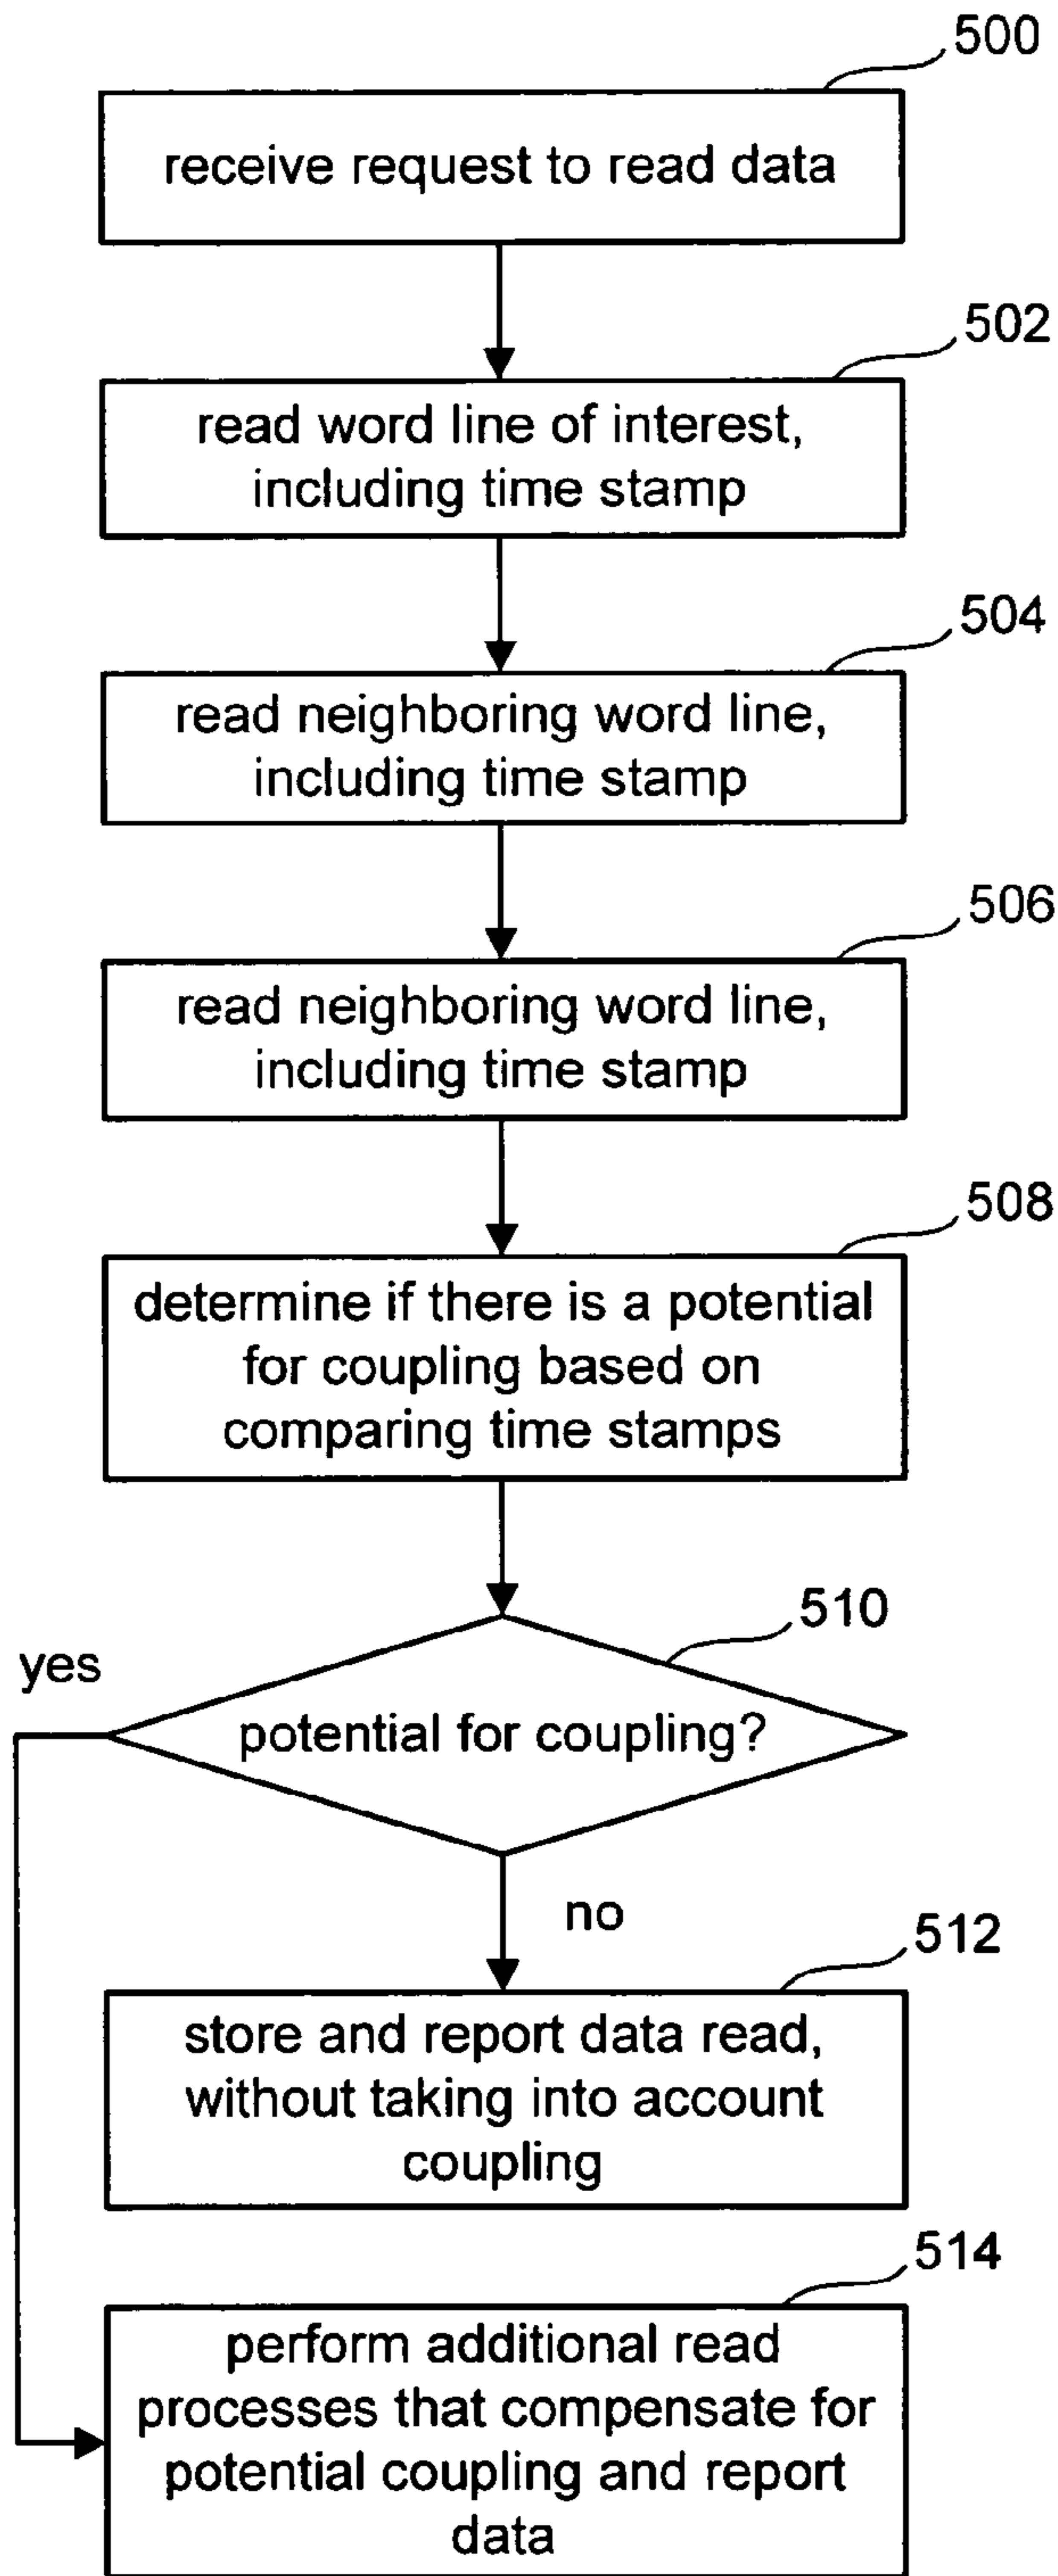 500
receive request to read data
502
read word line of interest,
including time stamp
504
read neighboring word line,
including time stamp
506
read neighboring word line,
including time stamp
508
determine if there is a potential
for coupling based on
comparing time stamps
510
yes
potential for coupling?
no
512
store and report data read,
without taking into account
coupling
514
perform additional read
processes that compensate for
potential coupling and report
data